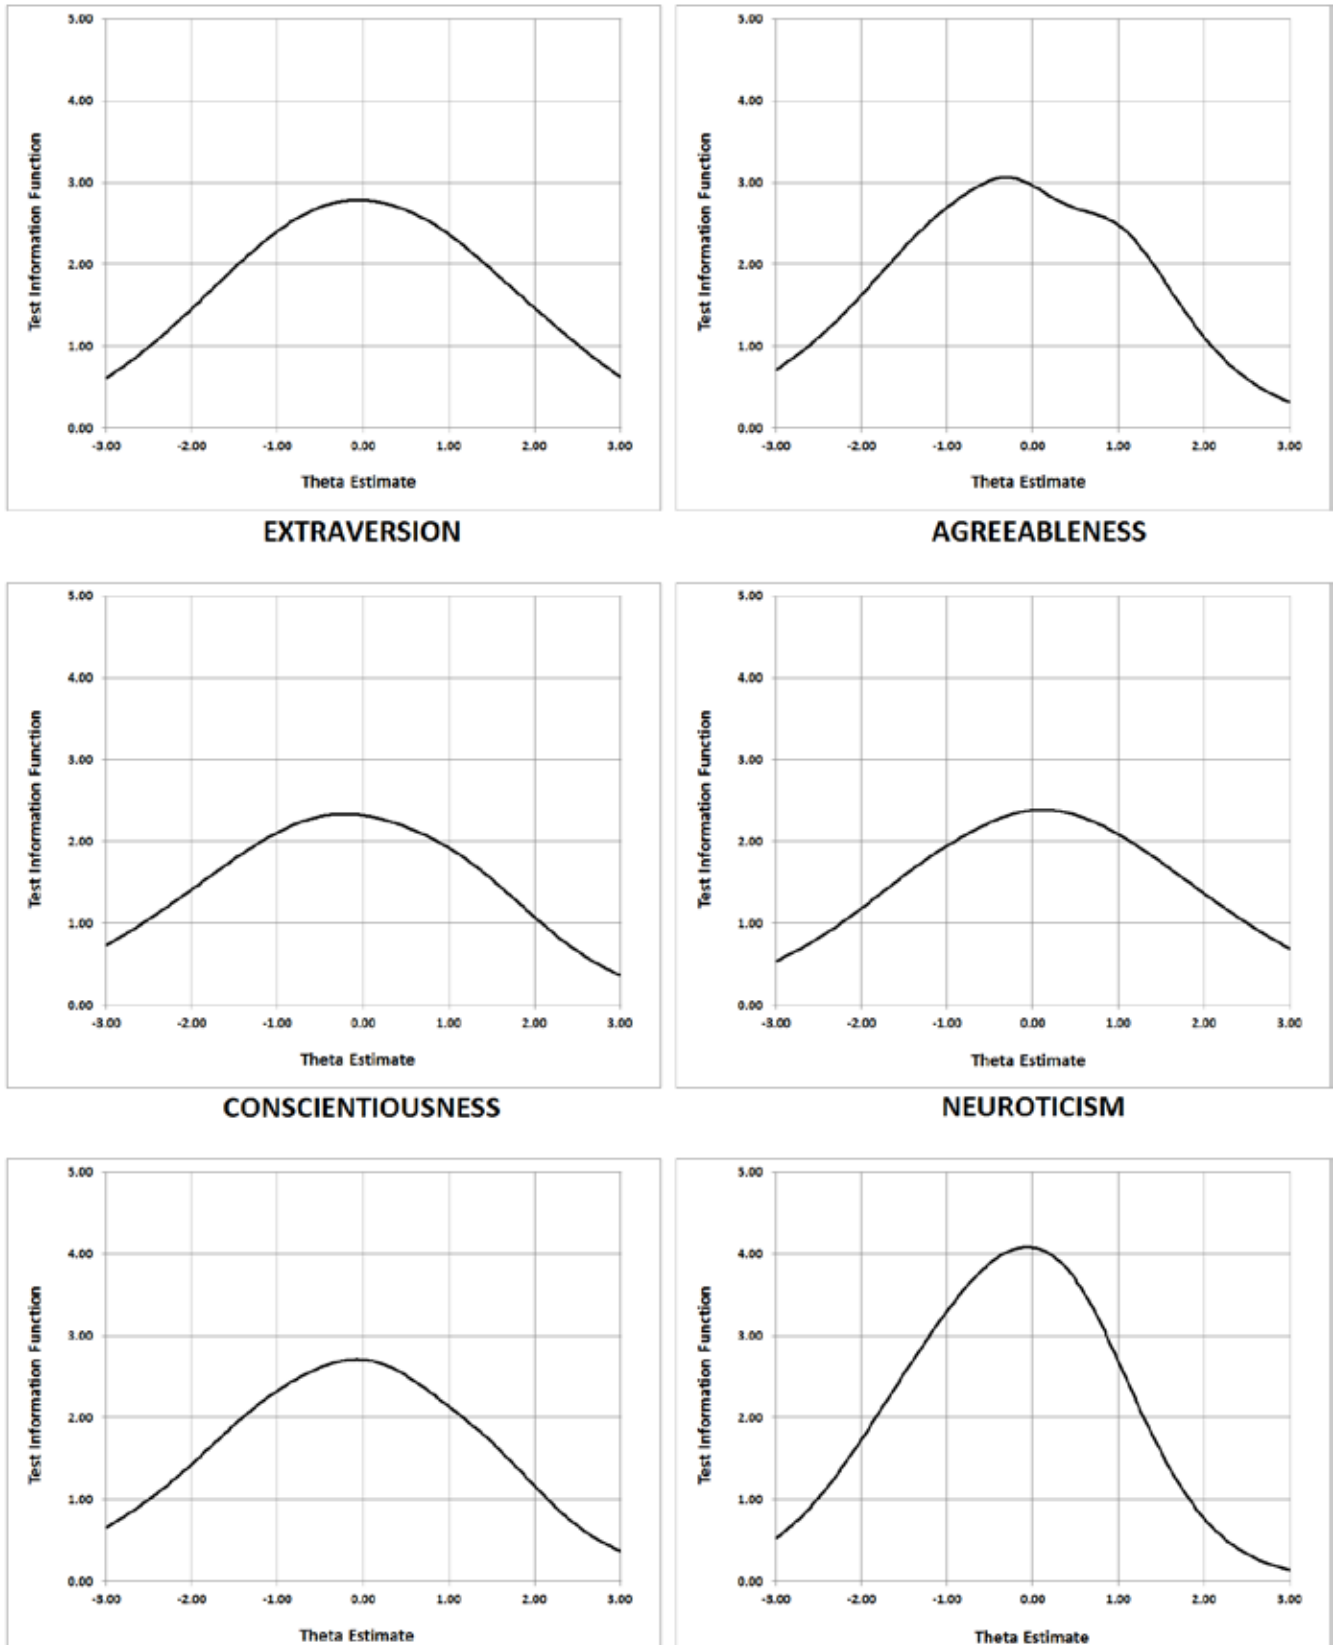 5.00 5.00
4.00 4.00
3.00 3.00
2.00 2.00
1.00 1.00
0.00 0.00
Test Information Function Test Information Function
-3.00 -2.00 -1.00 0.00 1.00 2.00 3.00 -3.00 -2.00 -1.00 0.00 1.00 2.00 3.00
Theta Estimate Theta Estimate
EXTRAVERSION AGREEABLENESS
5.00 5.00
4.00 4.00
3.00 3.00
2.00 2.00
1.00 1.00
0.00 0.00
Test Information Function Test Information Function
-3.00 -2.00 -1.00 0.00 1.00 2.00 3.00 -3.00 -2.00 -1.00 0.00 1.00 2.00 3.00
Theta Estimate Theta Estimate
CONSCIENTIOUSNESS NEUROTICISM
5.00 5.00
4.00 4.00
3.00 3.00
2.00 2.00
1.00 1.00
0.00 0.00
Test Information Function Test Information Function
-3.00 -2.00 -1.00 0.00 1.00 2.00 3.00 -3.00 -2.00 -1.00 0.00 1.00 2.00 3.00
Theta Estimate Theta Estimate